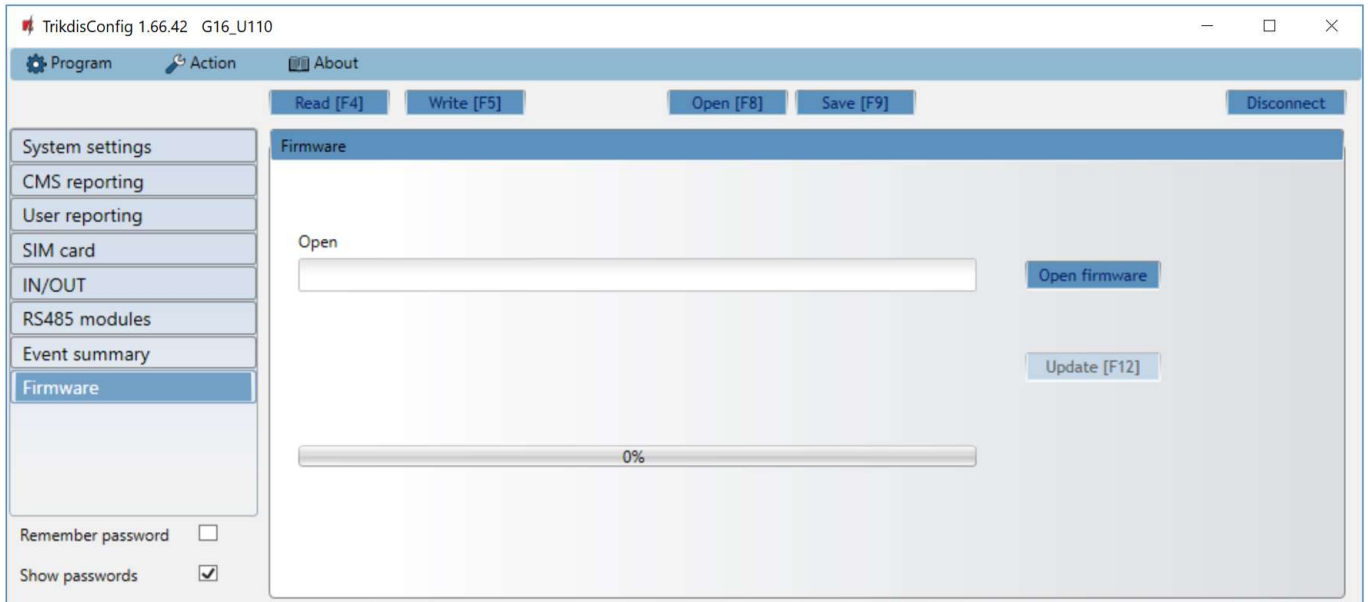 TrikdisConfig 1.66.42 G16_U110
Program Action About
Read [F4] Write [F5] Open [F8] Save [F9] Disconnect
System settings
CMS reporting
User reporting
SIM card
IN/OUT
RS485 modules
Event summary
Firmware
Remember password
Show passwords
Firmware
Open
Open firmware
Update [F12]
0%